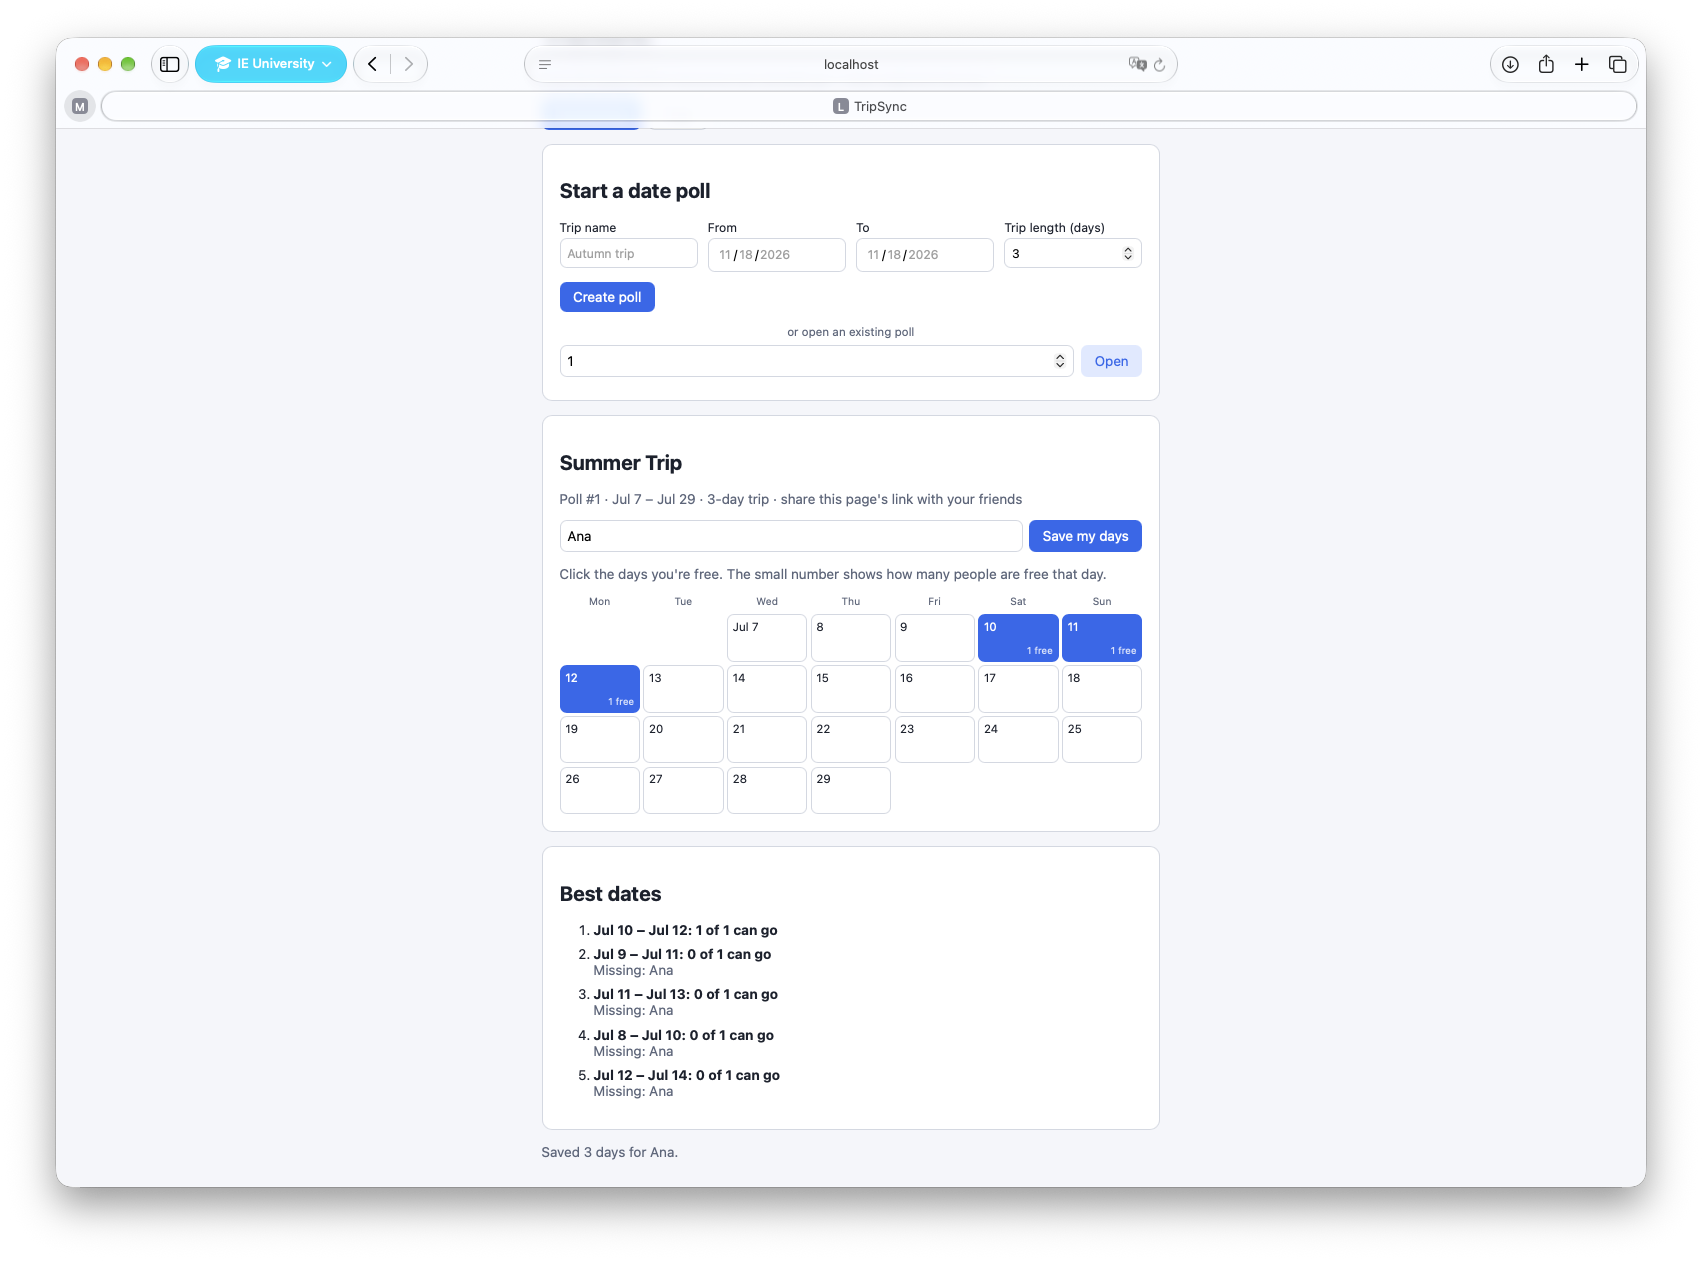 IE University
localhost
M
L TripSync
Start a date poll
Trip name From To Trip length (days)
Autumn trip 11/18/2026 11/18/2026 3
Create poll
or open an existing poll
1 Open
Summer Trip
Poll #1 · Jul 7 – Jul 29 · 3-day trip · share this page's link with your friends
Ana Save my days
Click the days you're free. The small number shows how many people are free that day.
Mon Tue Wed Thu Fri Sat Sun
Jul 7 8 9 10 11
1 free 1 free
12 13 14 15 16 17 18
1 free
19 20 21 22 23 24 25
26 27 28 29
Best dates
1. Jul 10 – Jul 12: 1 of 1 can go
2. Jul 9 – Jul 11: 0 of 1 can go
Missing: Ana
3. Jul 11 – Jul 13: 0 of 1 can go
Missing: Ana
4. Jul 8 – Jul 10: 0 of 1 can go
Missing: Ana
5. Jul 12 – Jul 14: 0 of 1 can go
Missing: Ana
Saved 3 days for Ana.